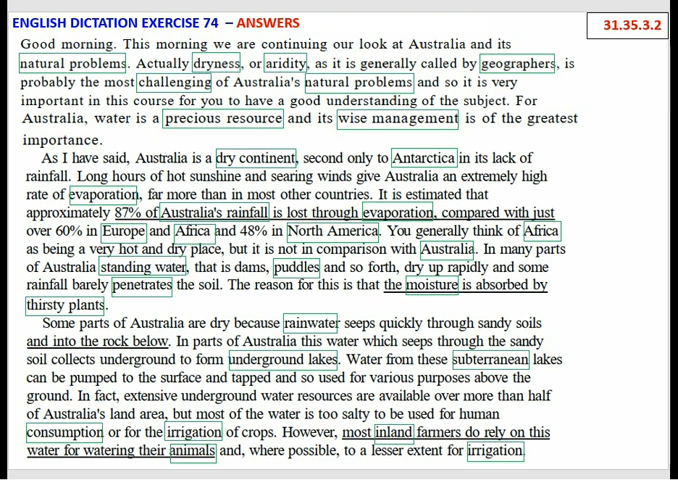 ENGLISH DICTATION EXERCISE 74 – ANSWERS
31.35.3.2
Good morning. This morning we are continuing our look at Australia and its
natural problems. Actually dryness, or aridity, as it is generally called by geographers, is
probably the most challenging of Australia's natural problems and so it is very
important in this course for you to have a good understanding of the subject. For
Australia, water is a precious resource and its wise management is of the greatest
importance.
As I have said, Australia is a dry continent, second only to Antarctica in its lack of
rainfall. Long hours of hot sunshine and searing winds give Australia an extremely high
rate of evaporation, far more than in most other countries. It is estimated that
approximately 87% of Australia's rainfall is lost through evaporation, compared with just
over 60% in Europe and Africa and 48% in North America. You generally think of Africa
as being a very hot and dry place, but it is not in comparison with Australia. In many parts
of Australia standing water, that is dams, puddles and so forth, dry up rapidly and some
rainfall barely penetrates the soil. The reason for this is that the moisture is absorbed by
thirsty plants.
Some parts of Australia are dry because rainwater seeps quickly through sandy soils
and into the rock below. In parts of Australia this water which seeps through the sandy
soil collects underground to form underground lakes. Water from these subterranean lakes
can be pumped to the surface and tapped and so used for various purposes above the
ground. In fact, extensive underground water resources are available over more than half
of Australia's land area, but most of the water is too salty to be used for human
consumption or for the irrigation of crops. However, most inland farmers do rely on this
water for watering their animals and, where possible, to a lesser extent for irrigation.